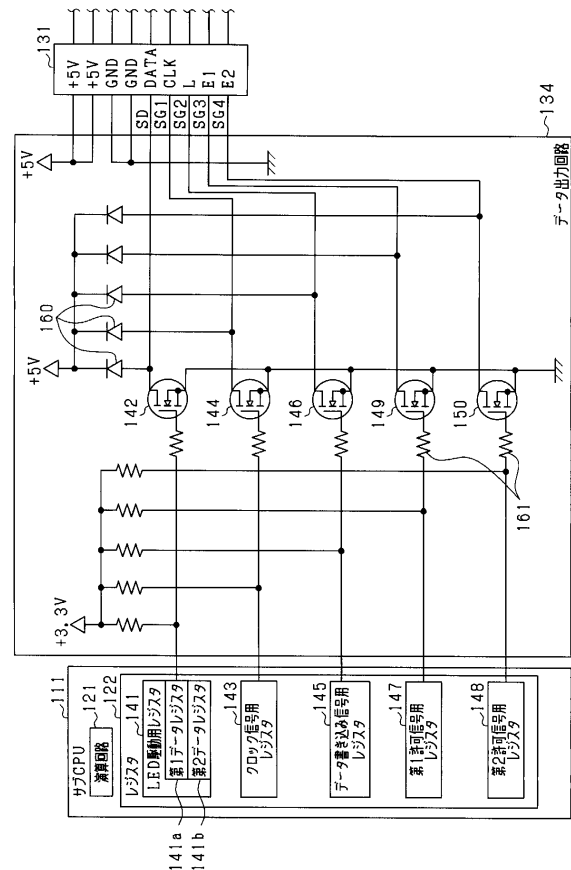 111
サブCPU
121
演算回路
122
レジスタ
141
LED駆動用レジスタ
第1データレジスタ
第2データレジスタ
141a
141b
143
クロック信号用
レジスタ
145
データ書き込み信号用
レジスタ
147
第1許可信号用
レジスタ
148
第2許可信号用
レジスタ
+3.3V
161
142
144
146
149
150
+5V
160
+5V
SD
SG1
SG2
SG3
SG4
131
+5V
+5V
GND
GND
DATA
CLK
L
E1
E2
134
データ出力回路